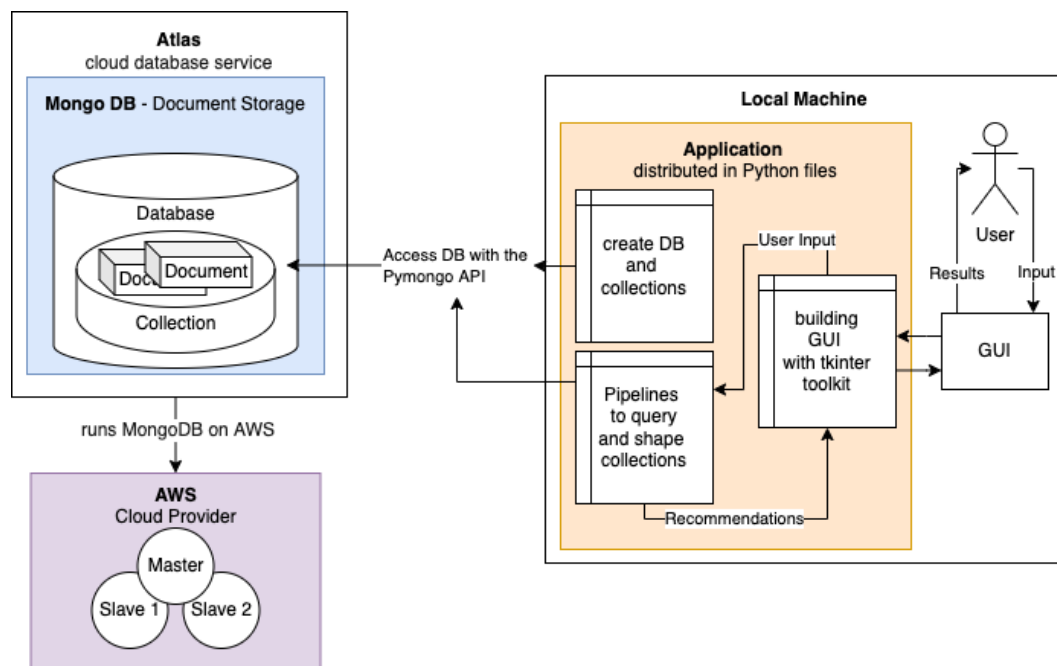 Atlas
cloud database service
Mongo DB - Document Storage
Database
Document
Collection
runs MongoDB on AWS
AWS
Cloud Provider
Master
Slave 1
Slave 2
Access DB with the
Pymongo API
Local Machine
Application
distributed in Python files
create DB
and
collections
Pipelines
to query
and shape
collections
User Input
building
GUI
with tkinter
toolkit
Recommendations
User
Results
Input
GUI